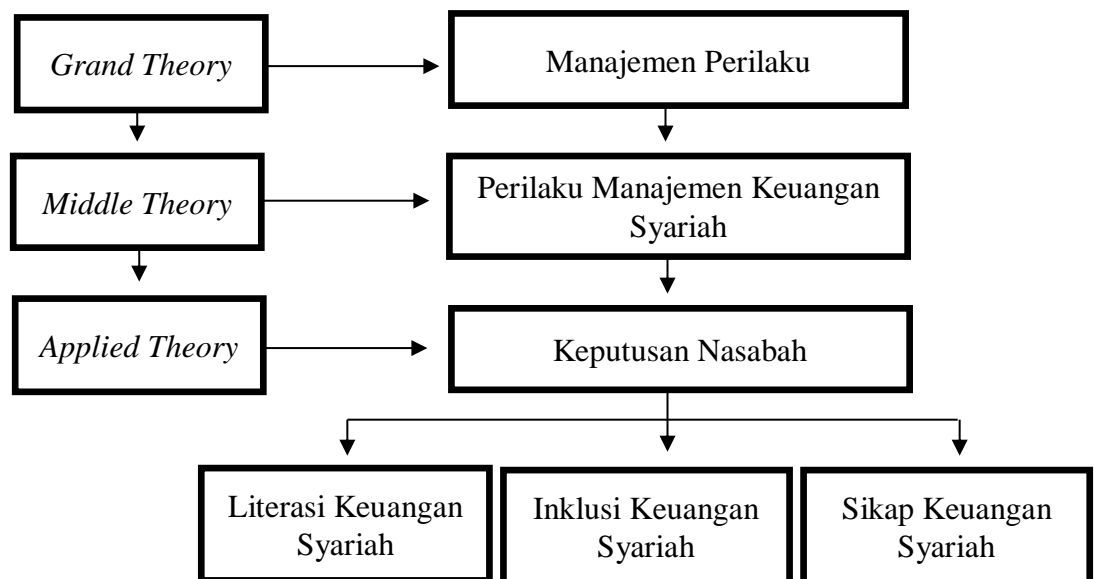 Grand Theory
Manajemen Perilaku
Middle Theory
Perilaku Manajemen Keuangan
Syariah
Applied Theory
Keputusan Nasabah
Literasi Keuangan
Syariah
Inklusi Keuangan
Syariah
Sikap Keuangan
Syariah